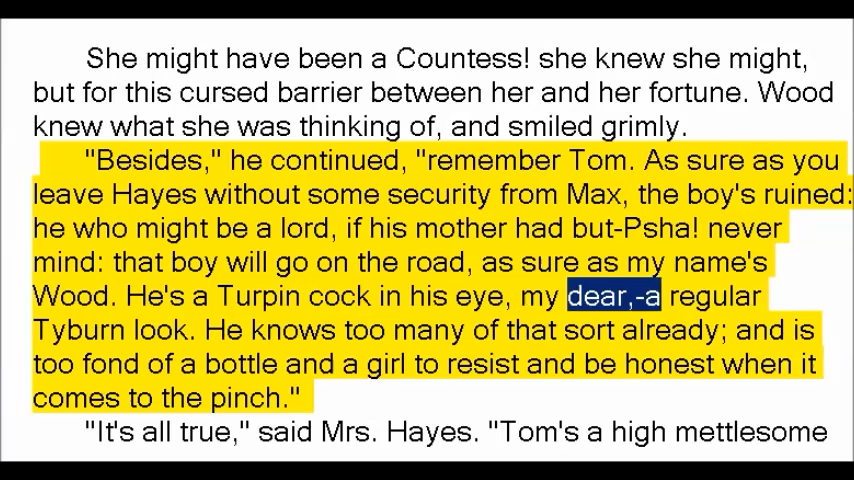 She might have been a Countess! she knew she might,
but for this cursed barrier between her and her fortune. Wood
knew what she was thinking of, and smiled grimly.
"Besides," he continued, "remember Tom. As sure as you
leave Hayes without some security from Max, the boy's ruined:
he who might be a lord, if his mother had but-Psha! never
mind: that boy will go on the road, as sure as my name's
Wood. He's a Turpin cock in his eye, my dear,-a regular
Tyburn look. He knows too many of that sort already; and is
too fond of a bottle and a girl to resist and be honest when it
comes to the pinch."
"It's all true," said Mrs. Hayes. "Tom's a high mettlesome